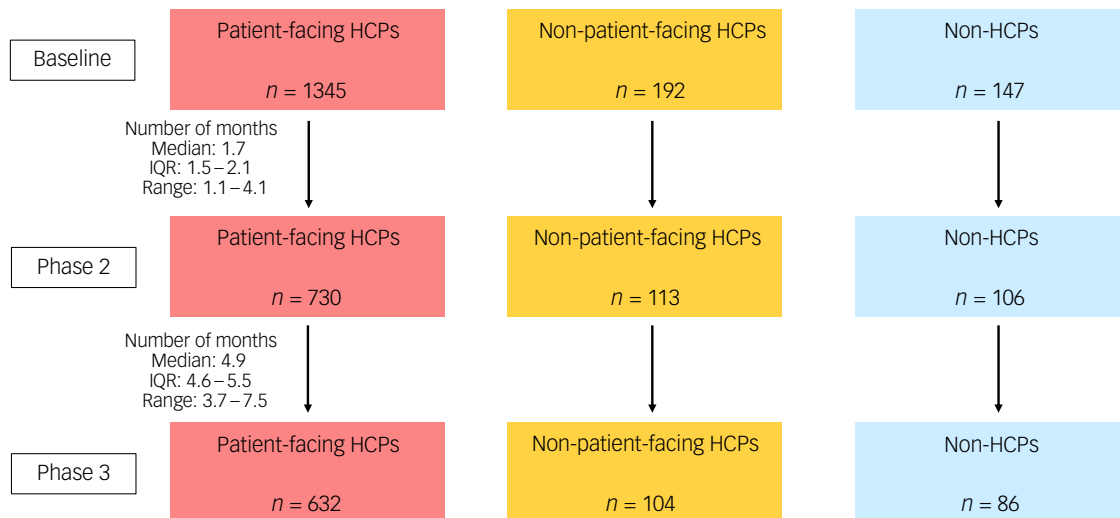 Baseline
Patient-facing HCPs
n = 1345
Non-patient-facing HCPs
n = 192
Non-HCPs
n = 147
Number of months
Median: 1.7
IQR: 1.5–2.1
Range: 1.1–4.1
Phase 2
Patient-facing HCPs
n = 730
Non-patient-facing HCPs
n = 113
Non-HCPs
n = 106
Number of months
Median: 4.9
IQR: 4.6–5.5
Range: 3.7–7.5
Phase 3
Patient-facing HCPs
n = 632
Non-patient-facing HCPs
n = 104
Non-HCPs
n = 86